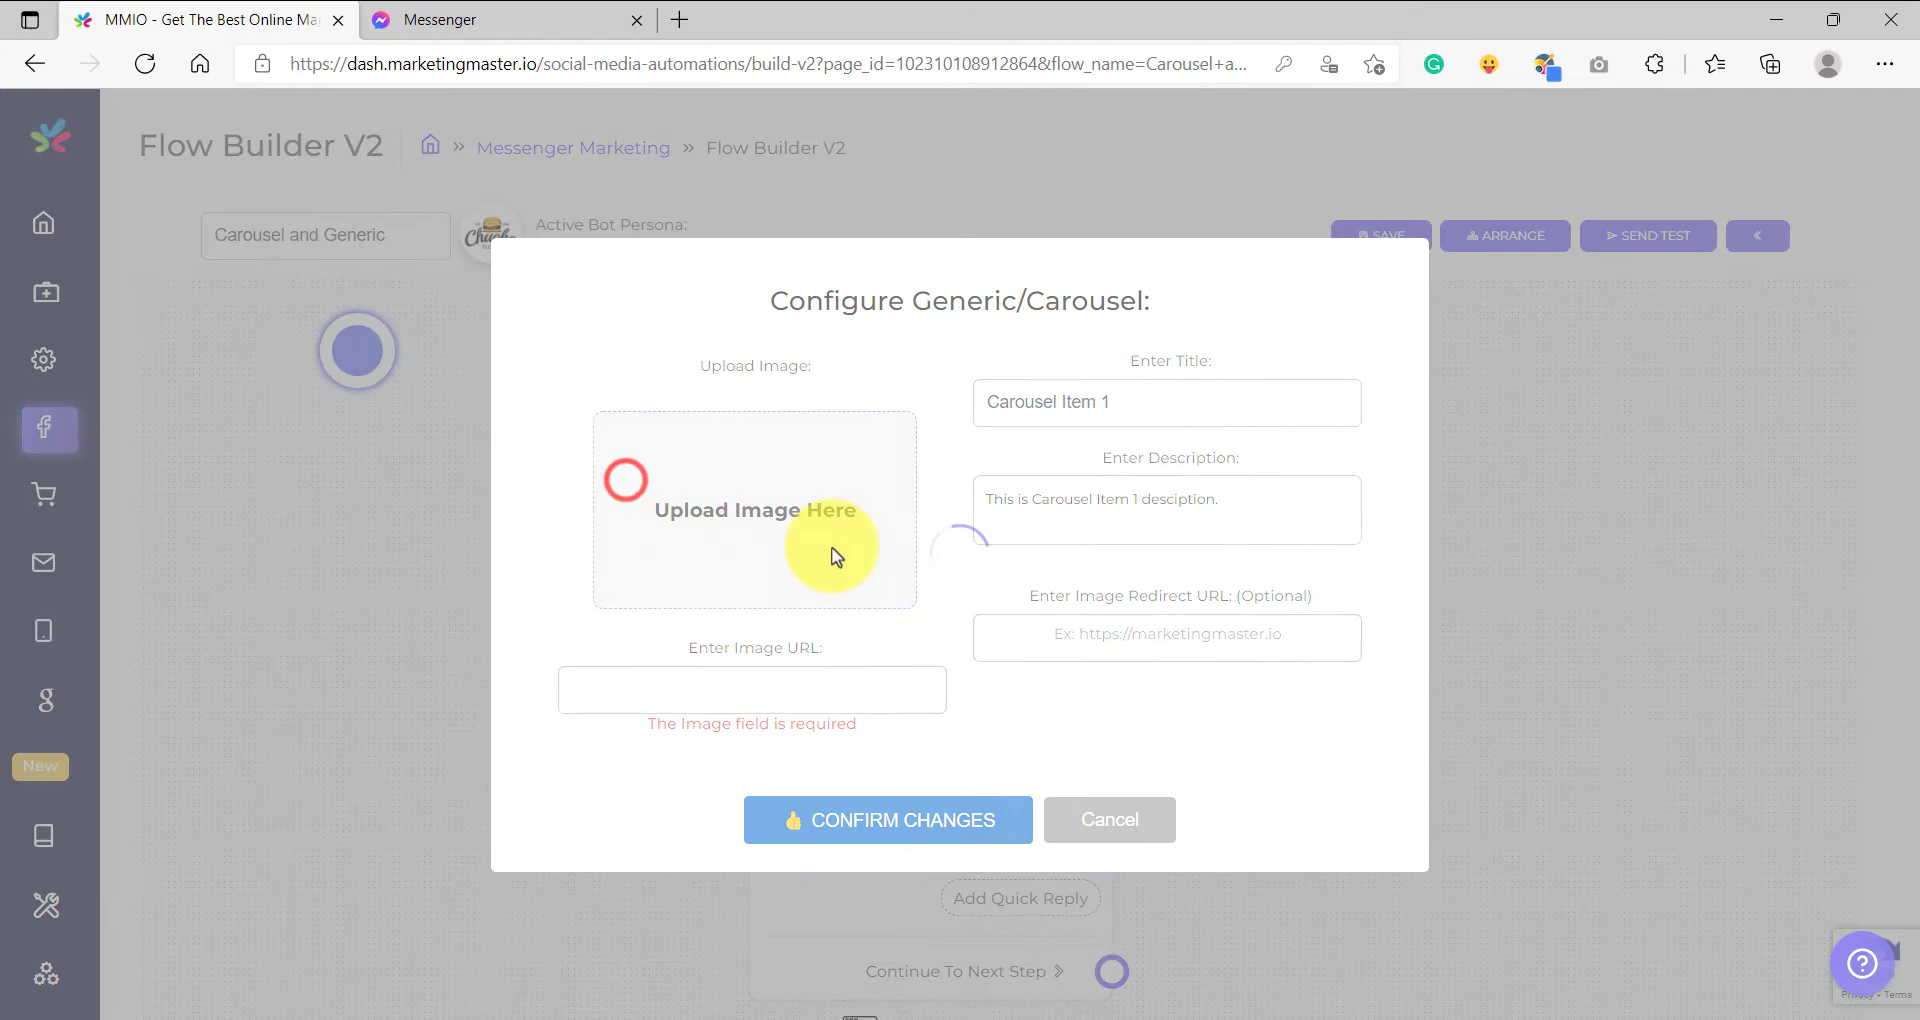 MMIO - Get The Best Online Ma
Messenger
https://dash.marketingmaster.io/social-media-automations/build-v2?page_id=102310108912864&flow_name=Carousel+a...
Flow Builder V2
» Messenger Marketing » Flow Builder V2
Carousel and Generic
Active Bot Persona:
SAVE
ARRANGE
SEND TEST
Configure Generic/Carousel:
Upload Image:
Enter Title:
Carousel Item 1
Enter Description:
This is Carousel Item 1 desciption.
Upload Image Here
Enter Image Redirect URL: (Optional)
Ex: https://marketingmaster.io
Enter Image URL:
The Image field is required
New
CONFIRM CHANGES
Cancel
Add Quick Reply
Continue To Next Step
Privacy - Terms